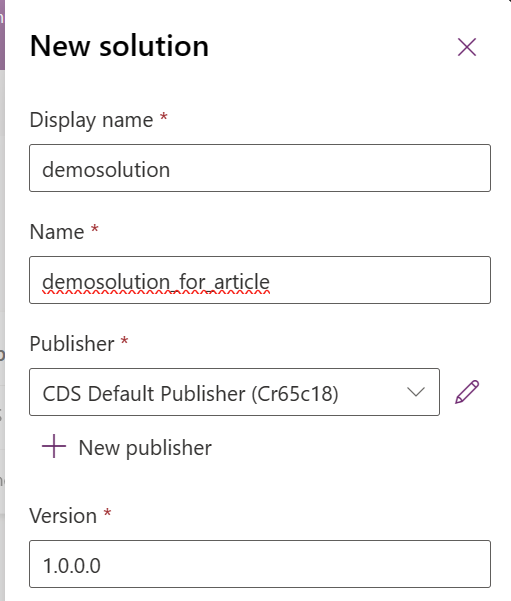 New solution
Display name *
demosolution
Name *
demosolution_for_article
Publisher *
CDS Default Publisher (Cr65c18)
New publisher
Version *
1.0.0.0